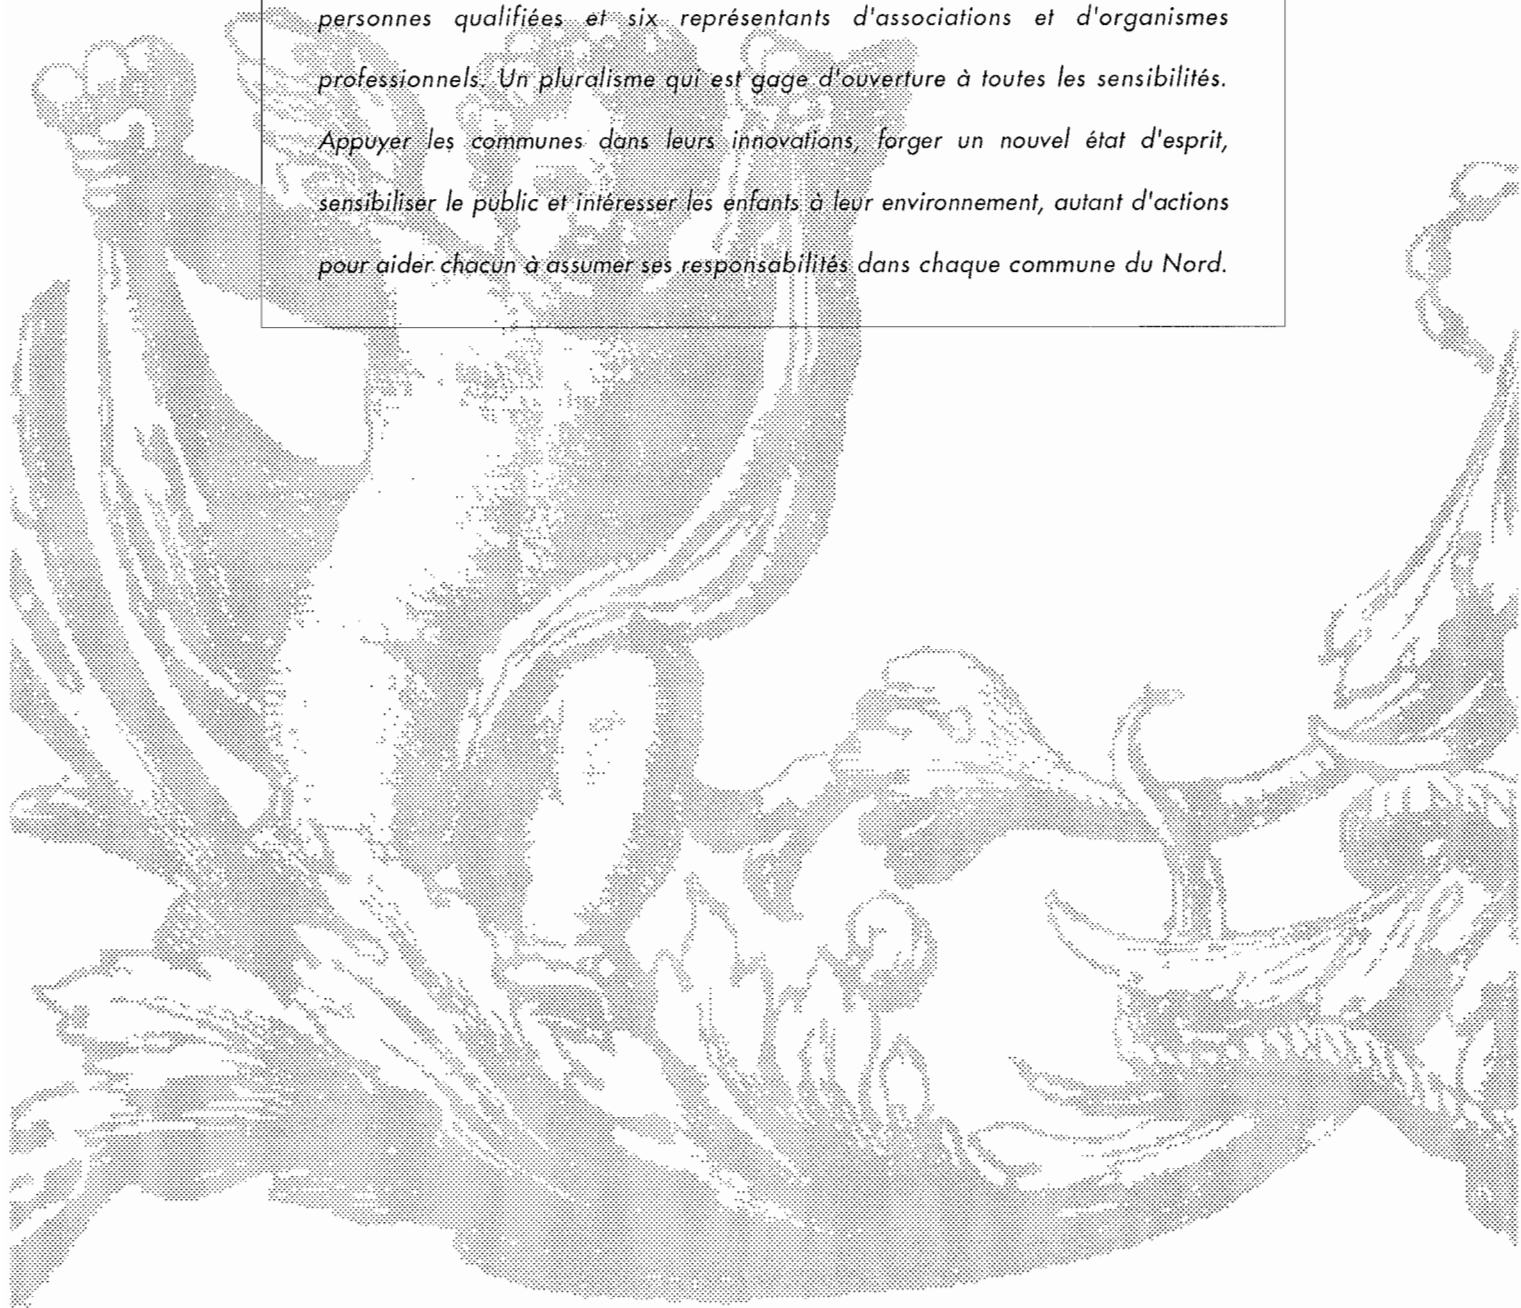 personnes qualifiées et six représentants d'associations et d'organismes
professionnels. Un pluralisme qui est gage d'ouverture à toutes les sensibilités.
Appuyer les communes dans leurs innovations, forger un nouvel état d'esprit,
sensibiliser le public et intéresser les enfants à leur environnement, autant d'actions
pour aider chacun à assumer ses responsabilités dans chaque commune du Nord.